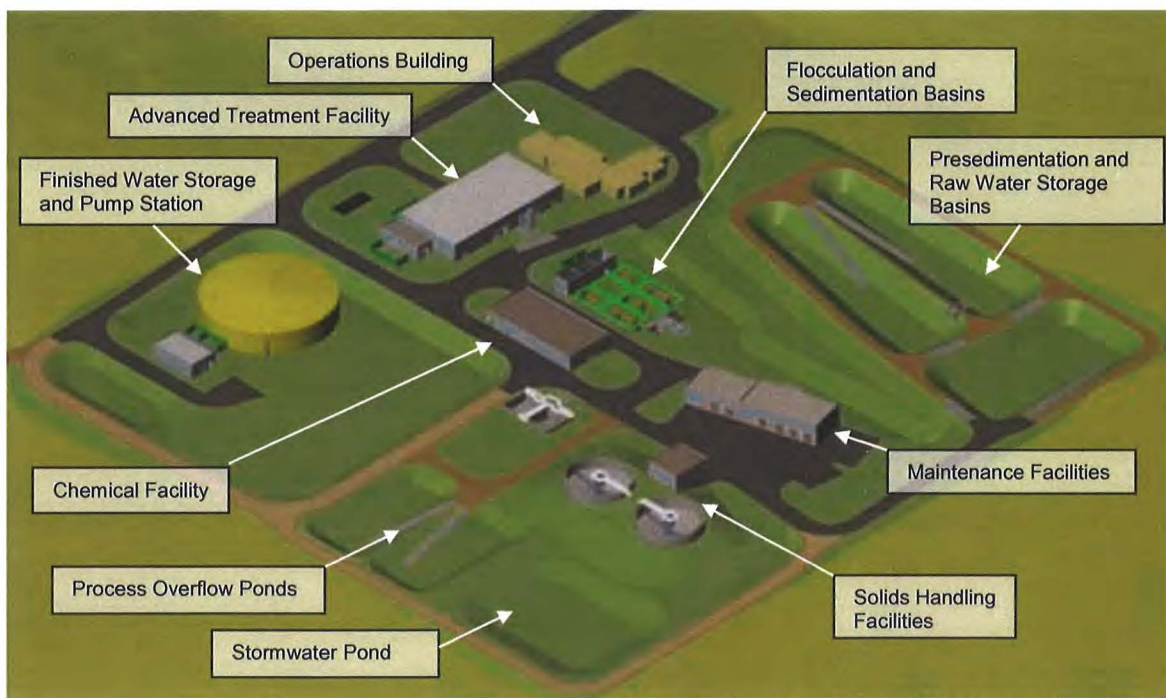 Operations Building
Flocculation and
Sedimentation Basins
Advanced Treatment Facility
Presedimentation and
Raw Water Storage
Basins
Finished Water Storage
and Pump Station
Maintenance Facilities
Chemical Facility
Process Overflow Ponds
Solids Handling
Facilities
Stormwater Pond